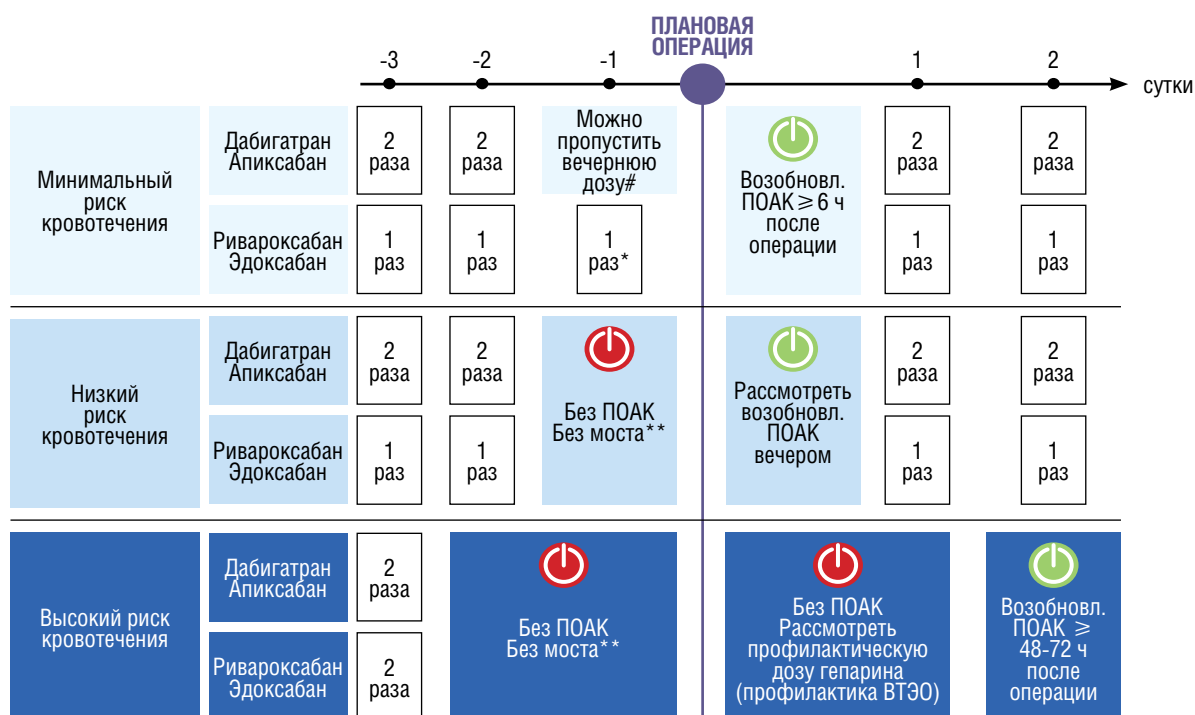 ПЛАНОВАЯ
ОПЕРАЦИЯ
-3
-2
-1
1
2
сутки
Минимальный
риск
кровотечения
Дабигатран
Апиксабан
2
раза
2
раза
Можно
пропустить
вечернюю
дозу#
Возобновл.
ПОАК ⩾ 6 ч
после
операции
2
раза
2
раза
Ривароксабан
Эдоксабан
1
раз
1
раз
1
раз*
1
раз
1
раз
Низкий
риск
кровотечения
Дабигатран
Апиксабан
2
раза
2
раза
Без ПОАК
Без моста**
Рассмотреть
возобновл.
ПОАК
вечером
2
раза
2
раза
Ривароксабан
Эдоксабан
1
раз
1
раз
1
раз
1
раз
Высокий риск
кровотечения
Дабигатран
Апиксабан
2
раза
Без ПОАК
Без моста**
Без ПОАК
Рассмотреть
профилактическую
дозу гепарина
(профилактика ВТЭО)
Возобновл.
ПОАК ⩾
48-72 ч
после
операции
Ривароксабан
Эдоксабан
2
раза